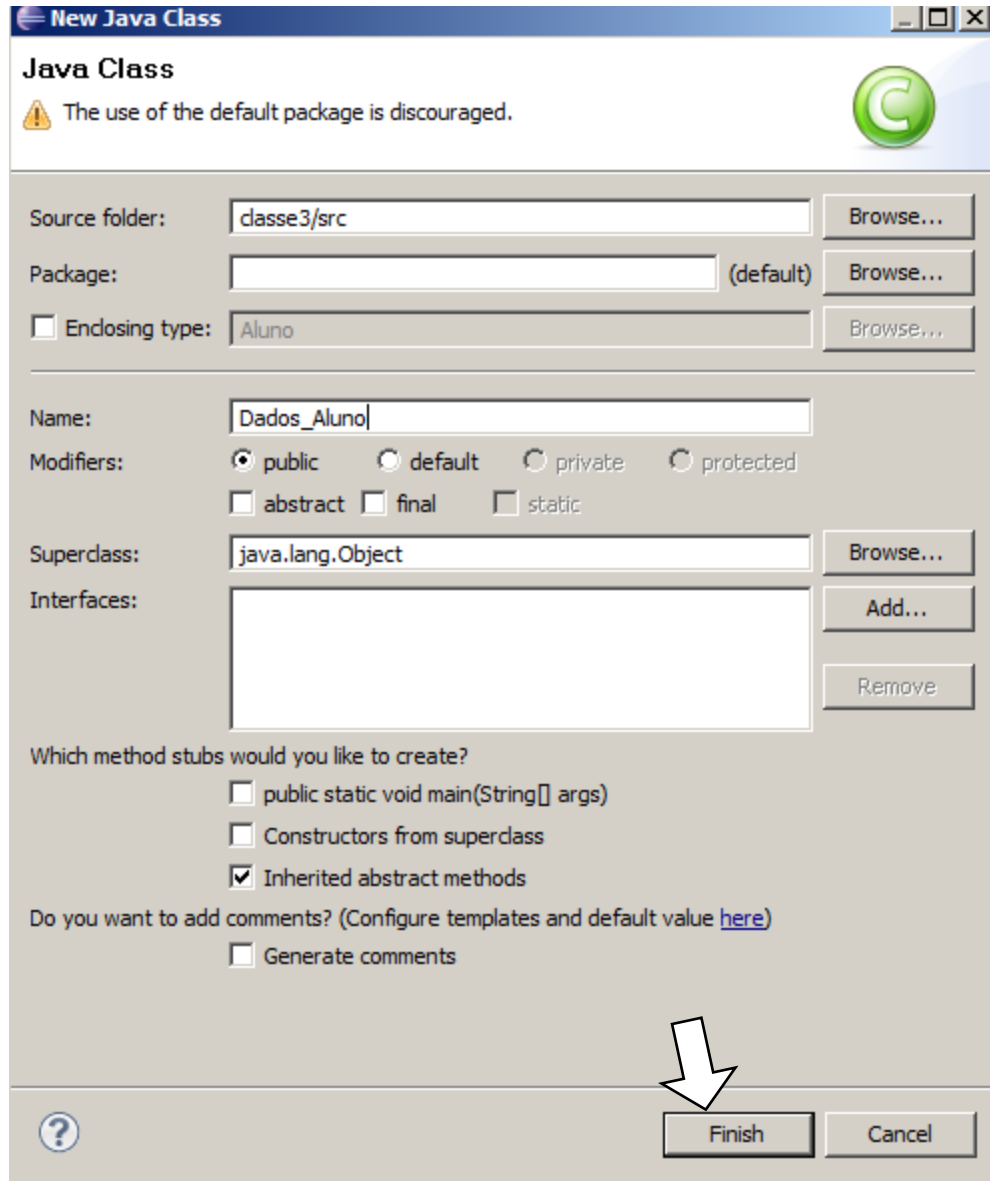 New Java Class
Java Class
The use of the default package is discouraged.
Source folder: classe3/src Browse...
Package: (default) Browse...
Enclosing type: Aluno Browse...
Name: Dados_Aluno
Modifiers: public default private protected
abstract final static
Superclass: java.lang.Object Browse...
Interfaces: Add...
Remove
Which method stubs would you like to create?
public static void main(String[] args)
Constructors from superclass
Inherited abstract methods
Do you want to add comments? (Configure templates and default value here)
Generate comments
Finish Cancel